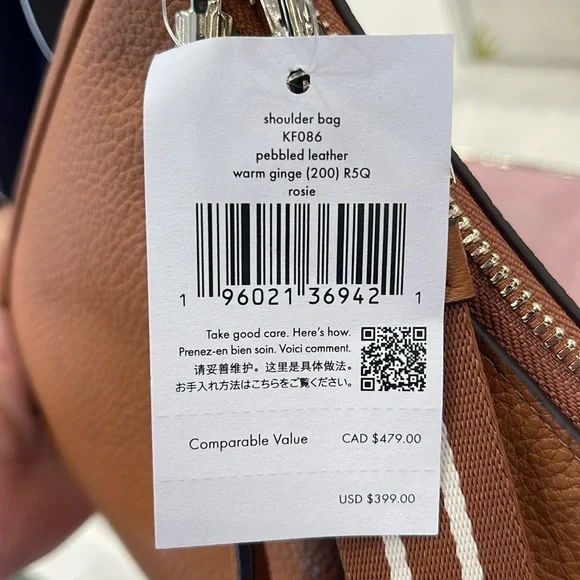 shoulder bag
KF086
pebbled leather
warm ginge (200) R5Q
rosie
1 96021 36942 1
Take good care. Here's how.
Prenez-en bien soin. Voici comment.
请妥善维护。这里是具体做法。
お手入れ方法はこちらをご覧ください。
Comparable Value CAD $479.00
USD $399.00